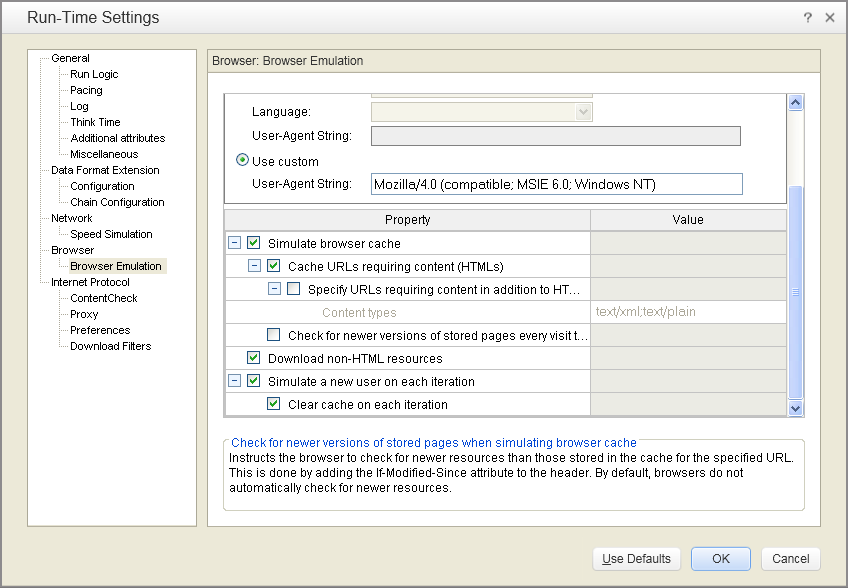 Run-Time Settings
General
Run Logic
Pacing
Log
Think Time
Additional attributes
Miscellaneous
Data Format Extension
Configuration
Chain Configuration
Network
Speed Simulation
Browser
Browser Emulation
Internet Protocol
ContentCheck
Proxy
Preferences
Download Filters
Browser: Browser Emulation
Language:
User-Agent String:
Use custom
User-Agent String: Mozilla/4.0 (compatible; MSIE 6.0; Windows NT)
Property Value
Simulate browser cache
Cache URLs requiring content (HTMLs)
Specify URLs requiring content in addition to HT...
Content types text/xml;text/plain
Check for newer versions of stored pages every visit t...
Download non-HTML resources
Simulate a new user on each iteration
Clear cache on each iteration
Check for newer versions of stored pages when simulating browser cache
Instructs the browser to check for newer resources than those stored in the cache for the specified URL.
This is done by adding the If-Modified-Since attribute to the header. By default, browsers do not
automatically check for newer resources.
Use Defaults OK Cancel